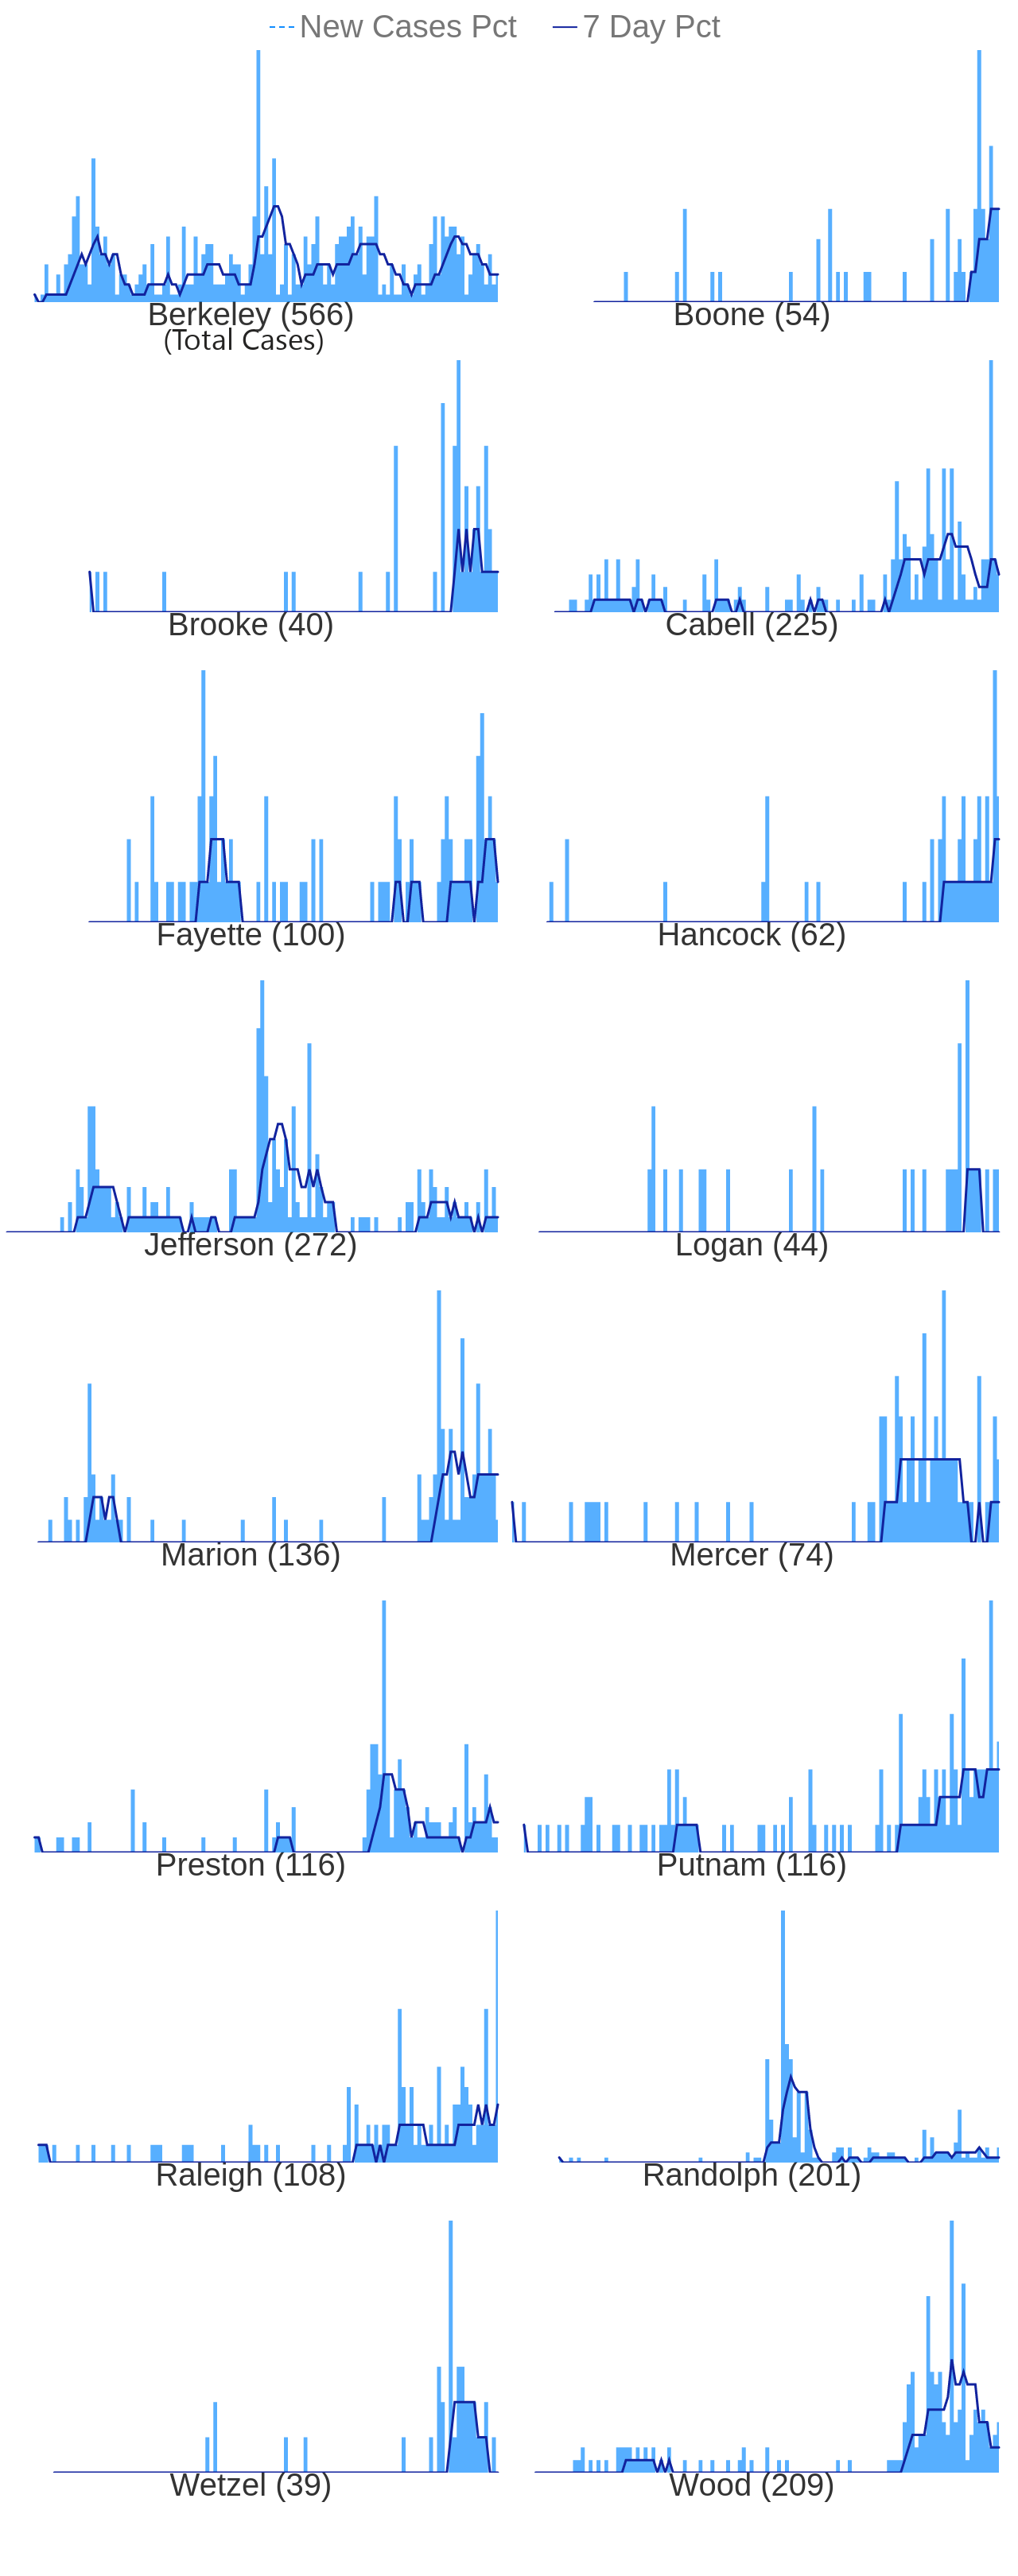 New Cases Pct 7 Day Pct
Berkeley (566) Boone (54)
(Total Cases)
Brooke (40) Cabell (225)
Fayette (100) Hancock (62)
Jefferson (272) Logan (44)
Marion (136) Mercer (74)
Preston (116) Putnam (116)
Raleigh (108) Randolph (201)
Wetzel (39) Wood (209)